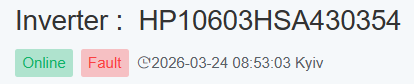 Inverter : HP10603HSA430354
Online Fault 2026-03-24 08:53:03 Kyiv